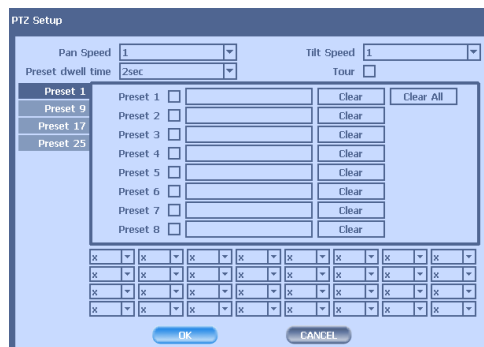 PTZ Setup
Pan Speed 1 Tilt Speed 1
Preset dwell time 2sec Tour
Preset 1
Preset 9
Preset 17
Preset 25
Preset 1 Clear Clear All
Preset 2 Clear
Preset 3 Clear
Preset 4 Clear
Preset 5 Clear
Preset 6 Clear
Preset 7 Clear
Preset 8 Clear
x x x x x x x x
x x x x x x x x
x x x x x x x x
x x x x x x x x
OK CANCEL